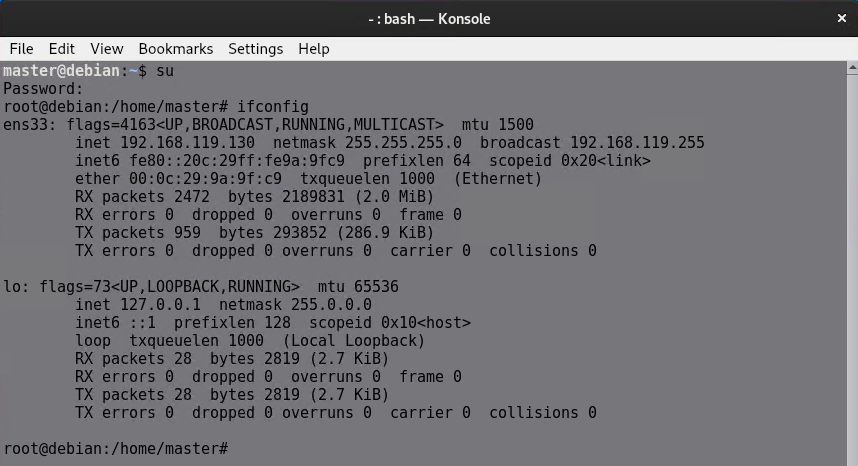 - : bash — Konsole
File Edit View Bookmarks Settings Help
master@debian:~$ su
Password:
root@debian:/home/master# ifconfig
ens33: flags=4163<UP,BROADCAST,RUNNING,MULTICAST>  mtu 1500
        inet 192.168.119.130  netmask 255.255.255.0  broadcast 192.168.119.255
        inet6 fe80::20c:29ff:fe9a:9fc9  prefixlen 64  scopeid 0x20<link>
        ether 00:0c:29:9a:9f:c9  txqueuelen 1000  (Ethernet)
        RX packets 2472  bytes 2189831 (2.0 MiB)
        RX errors 0  dropped 0  overruns 0  frame 0
        TX packets 959  bytes 293852 (286.9 KiB)
        TX errors 0  dropped 0 overruns 0  carrier 0  collisions 0

lo: flags=73<UP,LOOPBACK,RUNNING>  mtu 65536
        inet 127.0.0.1  netmask 255.0.0.0
        inet6 ::1  prefixlen 128  scopeid 0x10<host>
        loop  txqueuelen 1000  (Local Loopback)
        RX packets 28  bytes 2819 (2.7 KiB)
        RX errors 0  dropped 0  overruns 0  frame 0
        TX packets 28  bytes 2819 (2.7 KiB)
        TX errors 0  dropped 0 overruns 0  carrier 0  collisions 0

root@debian:/home/master#